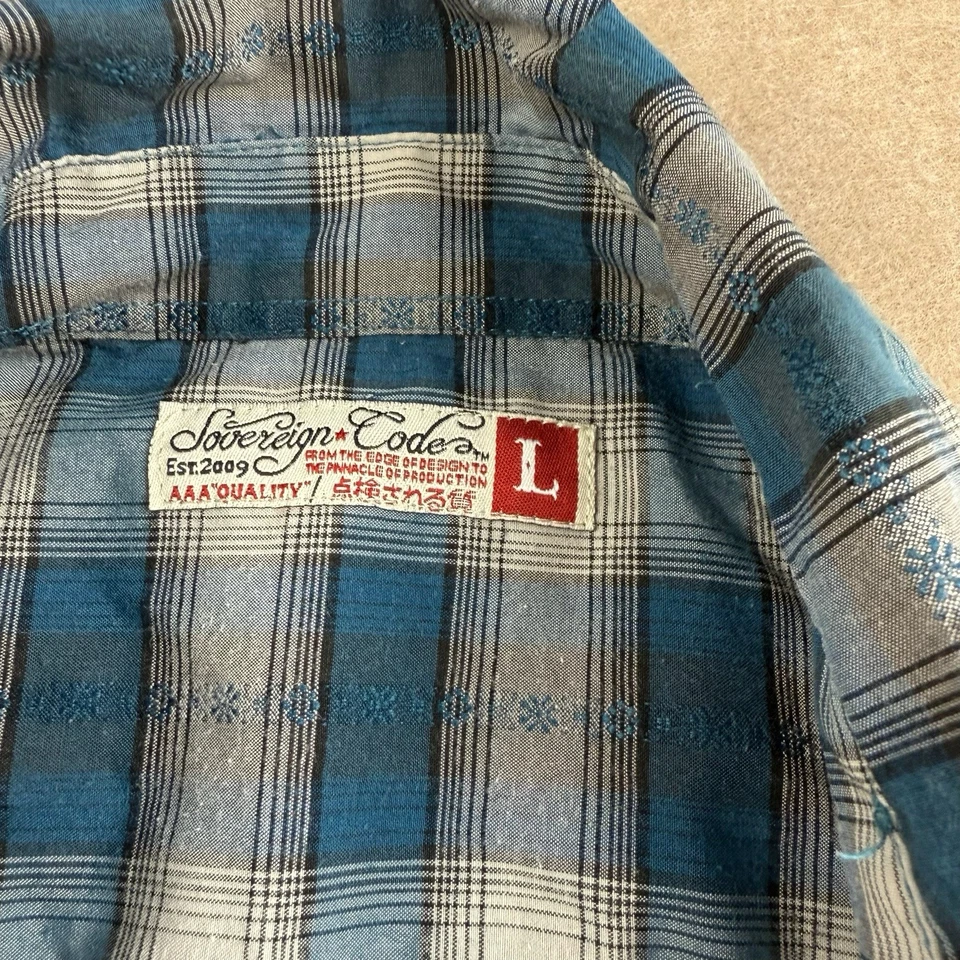 Sovereign★Code™
EST.2009
FROM THE EDGE OF DESIGN TO
THE PINNACLE OF PRODUCTION
AAA"QUALITY"/ 点検される質
L